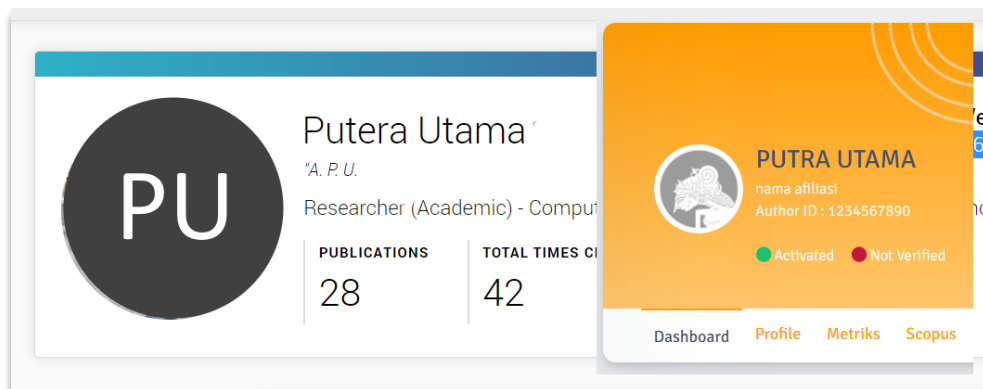 PU
Putera Utama
"A. P. U.
Researcher (Academic) - Comput
PUBLICATIONS
28
TOTAL TIMES CI
42
PUTRA UTAMA
nama afiliasi
Author ID : 1234567890
Activated Not Verified
Dashboard Profile Metriks Scopus